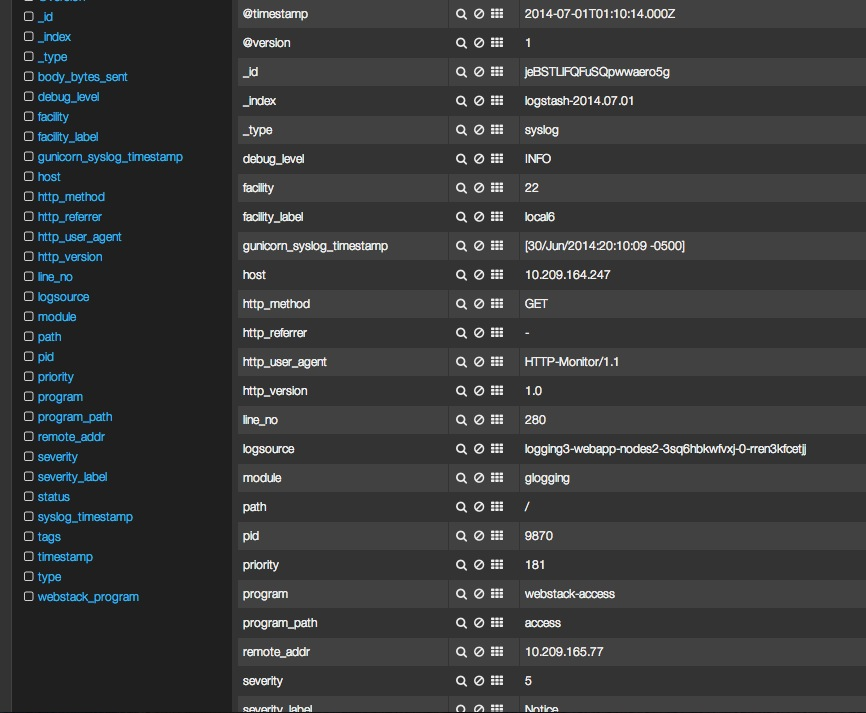 @version
_id
_index
_type
body_bytes_sent
debug_level
facility
facility_label
gunicorn_syslog_timestamp
host
http_method
http_referrer
http_user_agent
http_version
line_no
logsource
module
path
pid
priority
program
program_path
remote_addr
severity
severity_label
status
syslog_timestamp
tags
timestamp
type
webstack_program
@timestamp 2014-07-01T01:10:14.000Z
@version 1
_id jeBSTLlFQFuSQpwwaero5g
_index logstash-2014.07.01
_type syslog
debug_level INFO
facility 22
facility_label local6
gunicorn_syslog_timestamp [30/Jun/2014:20:10:09 -0500]
host 10.209.164.247
http_method GET
http_referrer -
http_user_agent HTTP-Monitor/1.1
http_version 1.0
line_no 280
logsource logging3-webapp-nodes2-3sq6hbkwfvxj-0-rren3kfcetjj
module glogging
path /
pid 9870
priority 181
program webstack-access
program_path access
remote_addr 10.209.165.77
severity 5
severity_label Notice